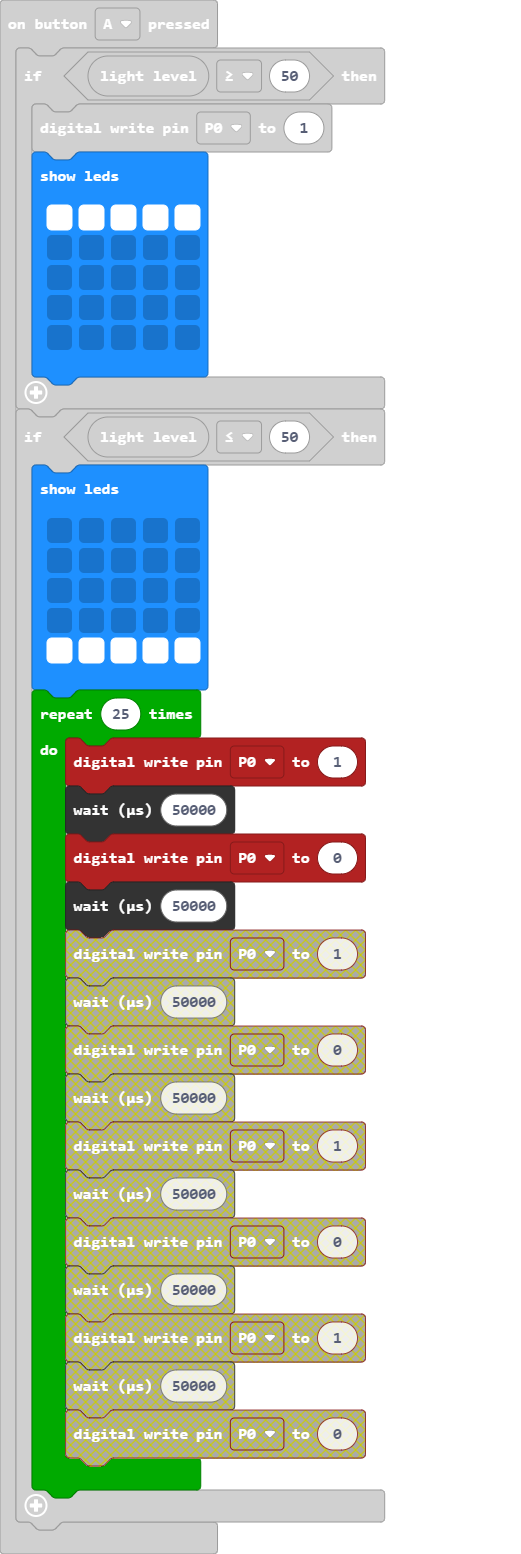 on button A pressed
if light level ≥ 50 then
digital write pin P0 to 1
show leds
if light level ≤ 50 then
show leds
repeat 25 times
do
digital write pin P0 to 1
wait (µs) 50000
digital write pin P0 to 0
wait (µs) 50000
digital write pin P0 to 1
wait (µs) 50000
digital write pin P0 to 0
wait (µs) 50000
digital write pin P0 to 1
wait (µs) 50000
digital write pin P0 to 0
wait (µs) 50000
digital write pin P0 to 1
wait (µs) 50000
digital write pin P0 to 0